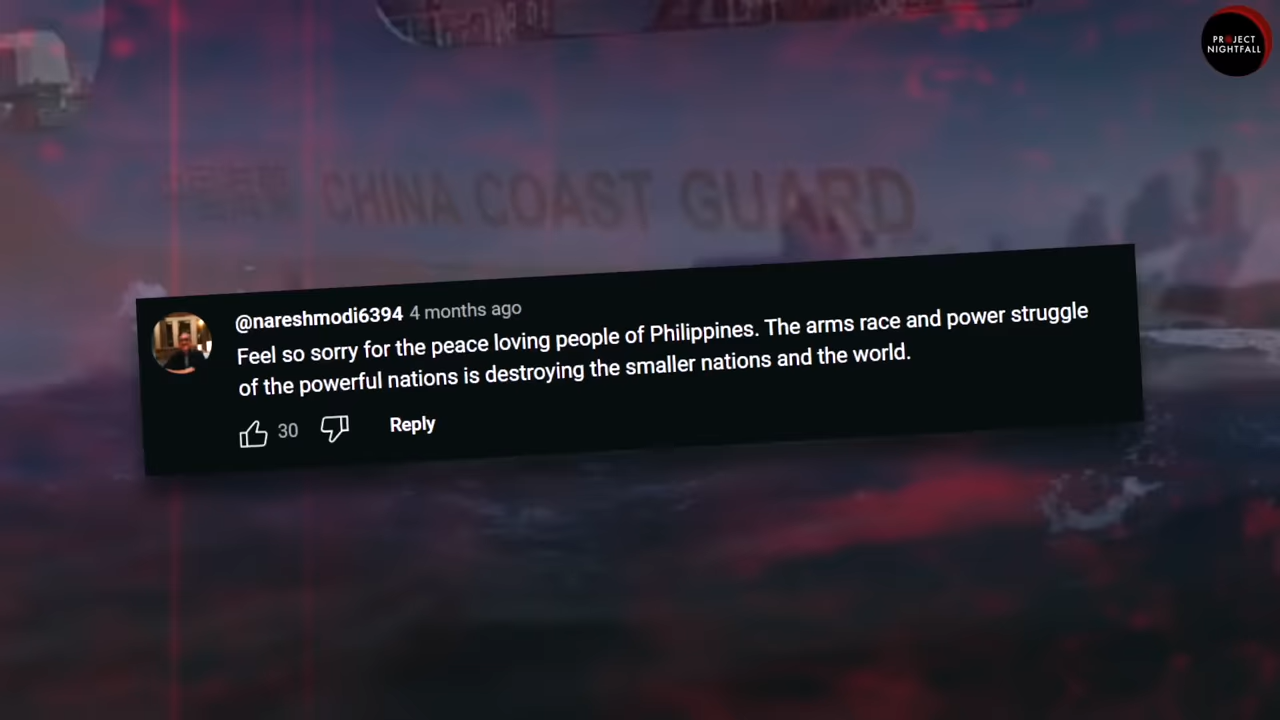 PROJECT
NIGHTFALL
CHINA COAST GUARD
@nareshmodi6394 4 months ago
Feel so sorry for the peace loving people of Philippines. The arms race and power struggle
of the powerful nations is destroying the smaller nations and the world.
30
Reply